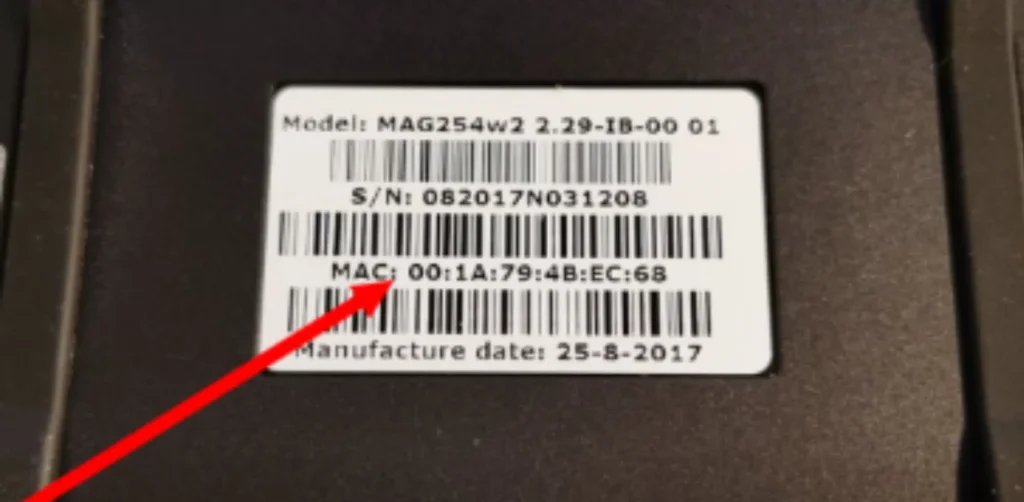 Model: MAG254w2 2.29-IB-00 01
S/N: 082017N031208
MAC: 00:1A:79:4B:EC:68
Manufacture date: 25-8-2017